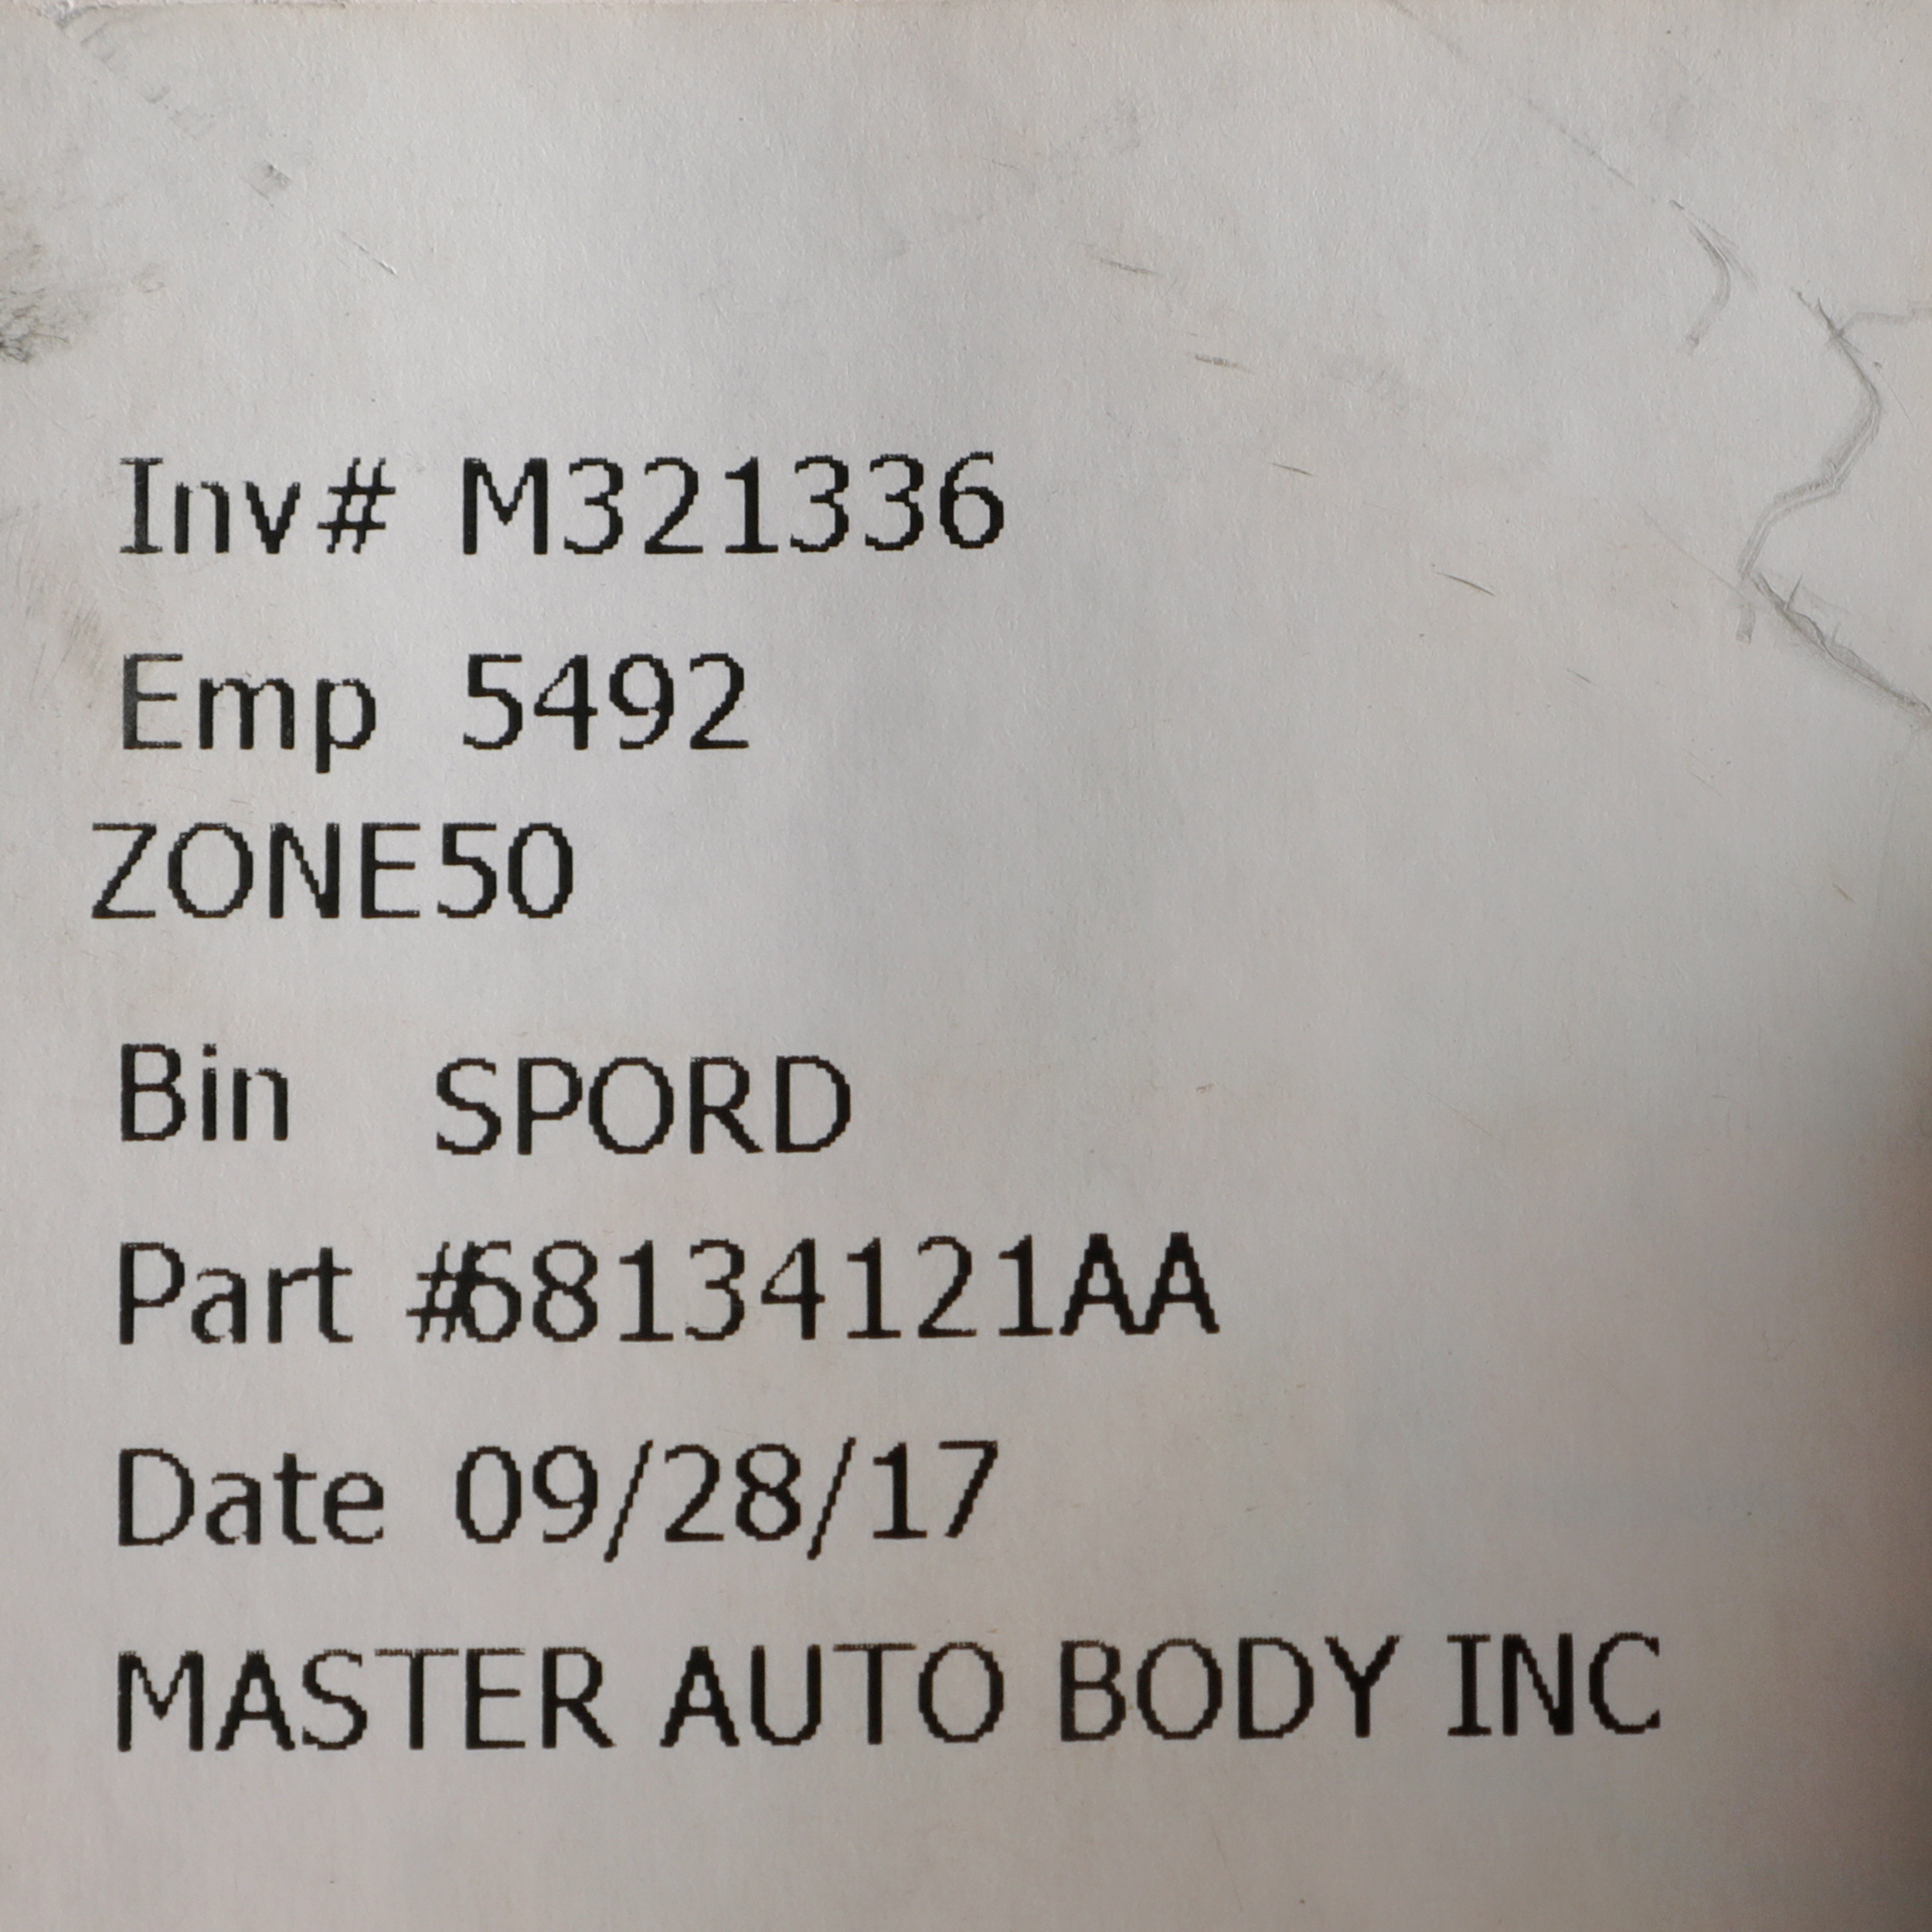 Inv# M321336
Emp 5492
ZONE50
Bin SPORD
Part #68134121AA
Date 09/28/17
MASTER AUTO BODY INC